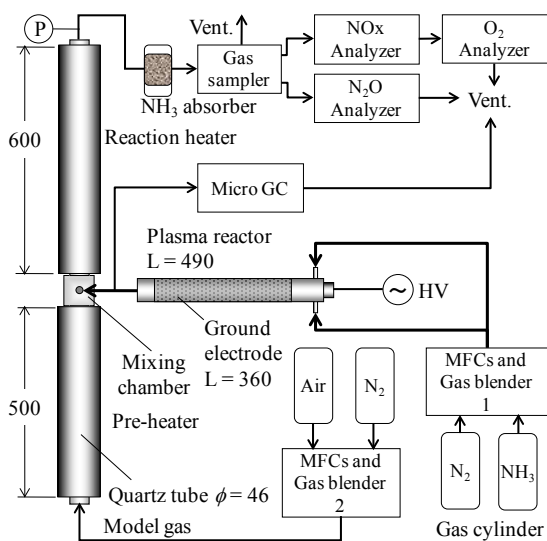 P
Vent.
NOx
Analyzer
O2
Analyzer
Gas
sampler
NH3 absorber
N2O
Analyzer
Vent.
600
Reaction heater
Micro GC
Plasma reactor
L = 490
~
HV
Ground
electrode
L = 360
Mixing
chamber
500
Pre-heater
Air
N2
MFCs and
Gas blender
1
MFCs and
Gas blender
2
N2
NH3
Quartz tube ϕ = 46
Model gas
Gas cylinder